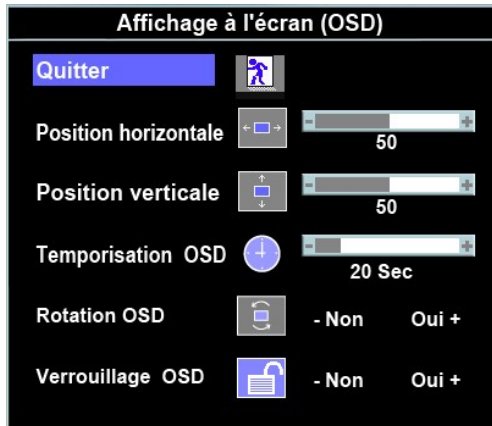 Affichage à l'écran (OSD)
Quitter
Position horizontale - +
50
Position verticale - +
50
Temporisation OSD - +
20 Sec
Rotation OSD - Non Oui +
Verrouillage OSD - Non Oui +